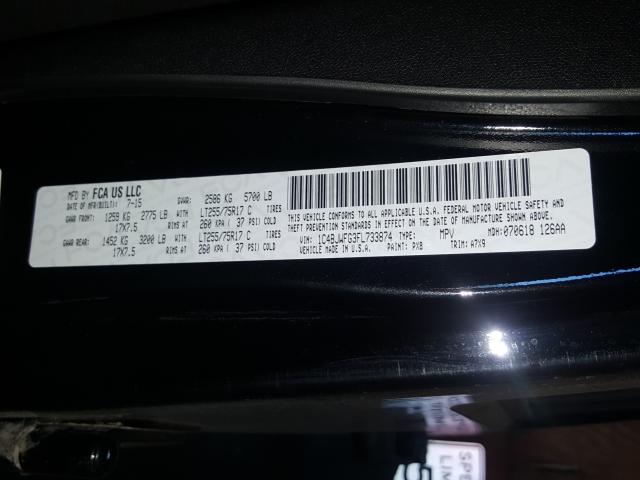 MFD BY FCA US LLC GVWR: 2586 KG 5700 LB
DATE OF MFR(BUILT): 7-15
GAWR FRONT: 1259 KG 2775 LB WITH LT255/75R17 C TIRES
17X7.5 RIMS AT 260 KPA ( 37 PSI) COLD
GAWR REAR: 1452 KG 3200 LB WITH LT255/75R17 C TIRES
17X7.5 RIMS AT 260 KPA ( 37 PSI) COLD
THIS VEHICLE CONFORMS TO ALL APPLICABLE U.S.A. FEDERAL MOTOR VEHICLE SAFETY AND
THEFT PREVENTION STANDARDS IN EFFECT ON THE DATE OF MANUFACTURE SHOWN ABOVE.
VIN: 1C4BJWFG3FL733874 TYPE: MPV MDH: 070618 126AA
VEHICLE MADE IN U.S.A. PAINT: PX8 TRIM: A7X9